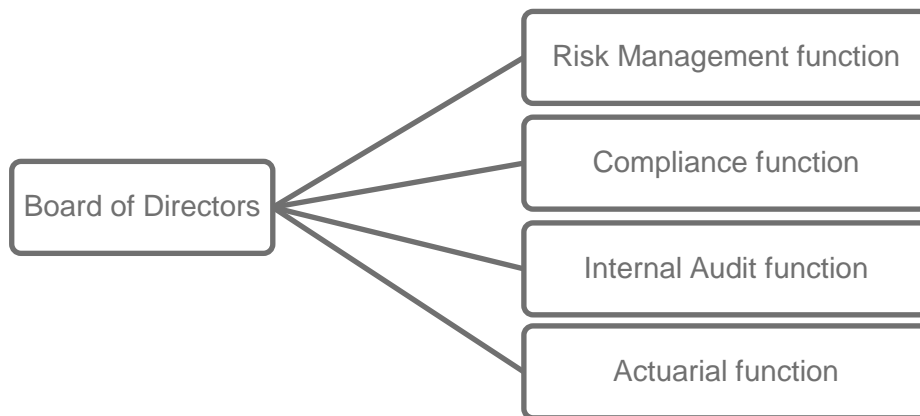 Risk Management function
Compliance function
Board of Directors
Internal Audit function
Actuarial function